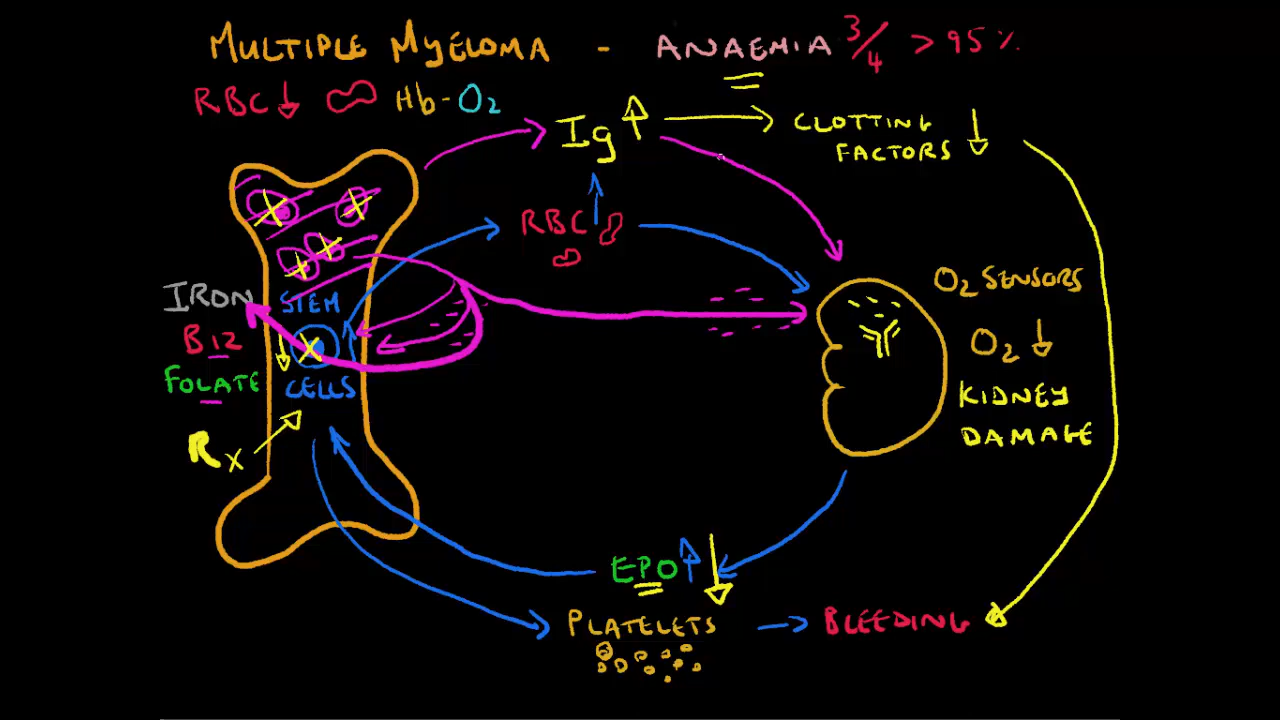 MULTIPLE MYELOMA - ANAEMIA 3/4 > 95%
RBC↓ Hb-O2
Ig↑ → CLOTTING FACTORS ↓
RBC
IRON
B12
FOLATE
STEM
CELLS
Rx
O2 SENSORS
O2 ↓
KIDNEY
DAMAGE
EPO↑↓
PLATELETS → BLEEDING